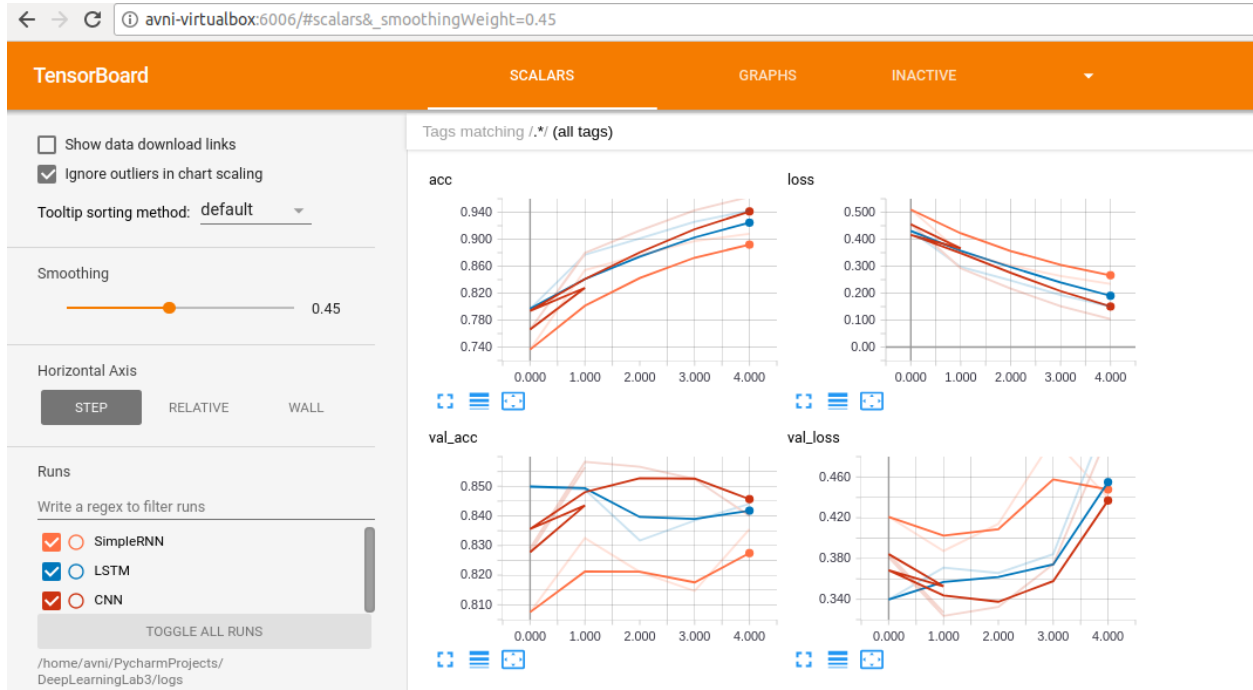 avni-virtualbox:6006/#scalars&_smoothingWeight=0.45
TensorBoard
SCALARS
GRAPHS
INACTIVE
Show data download links
Ignore outliers in chart scaling
Tooltip sorting method: default
Smoothing
0.45
Horizontal Axis
STEP RELATIVE WALL
Runs
Write a regex to filter runs
SimpleRNN
LSTM
CNN
TOGGLE ALL RUNS
/home/avni/PycharmProjects/
DeepLearningLab3/logs
Tags matching /.*/ (all tags)
acc
0.940
0.900
0.860
0.820
0.780
0.740
0.000 1.000 2.000 3.000 4.000
loss
0.500
0.400
0.300
0.200
0.100
0.00
0.000 1.000 2.000 3.000 4.000
val_acc
0.850
0.840
0.830
0.820
0.810
0.000 1.000 2.000 3.000 4.000
val_loss
0.460
0.420
0.380
0.340
0.000 1.000 2.000 3.000 4.000